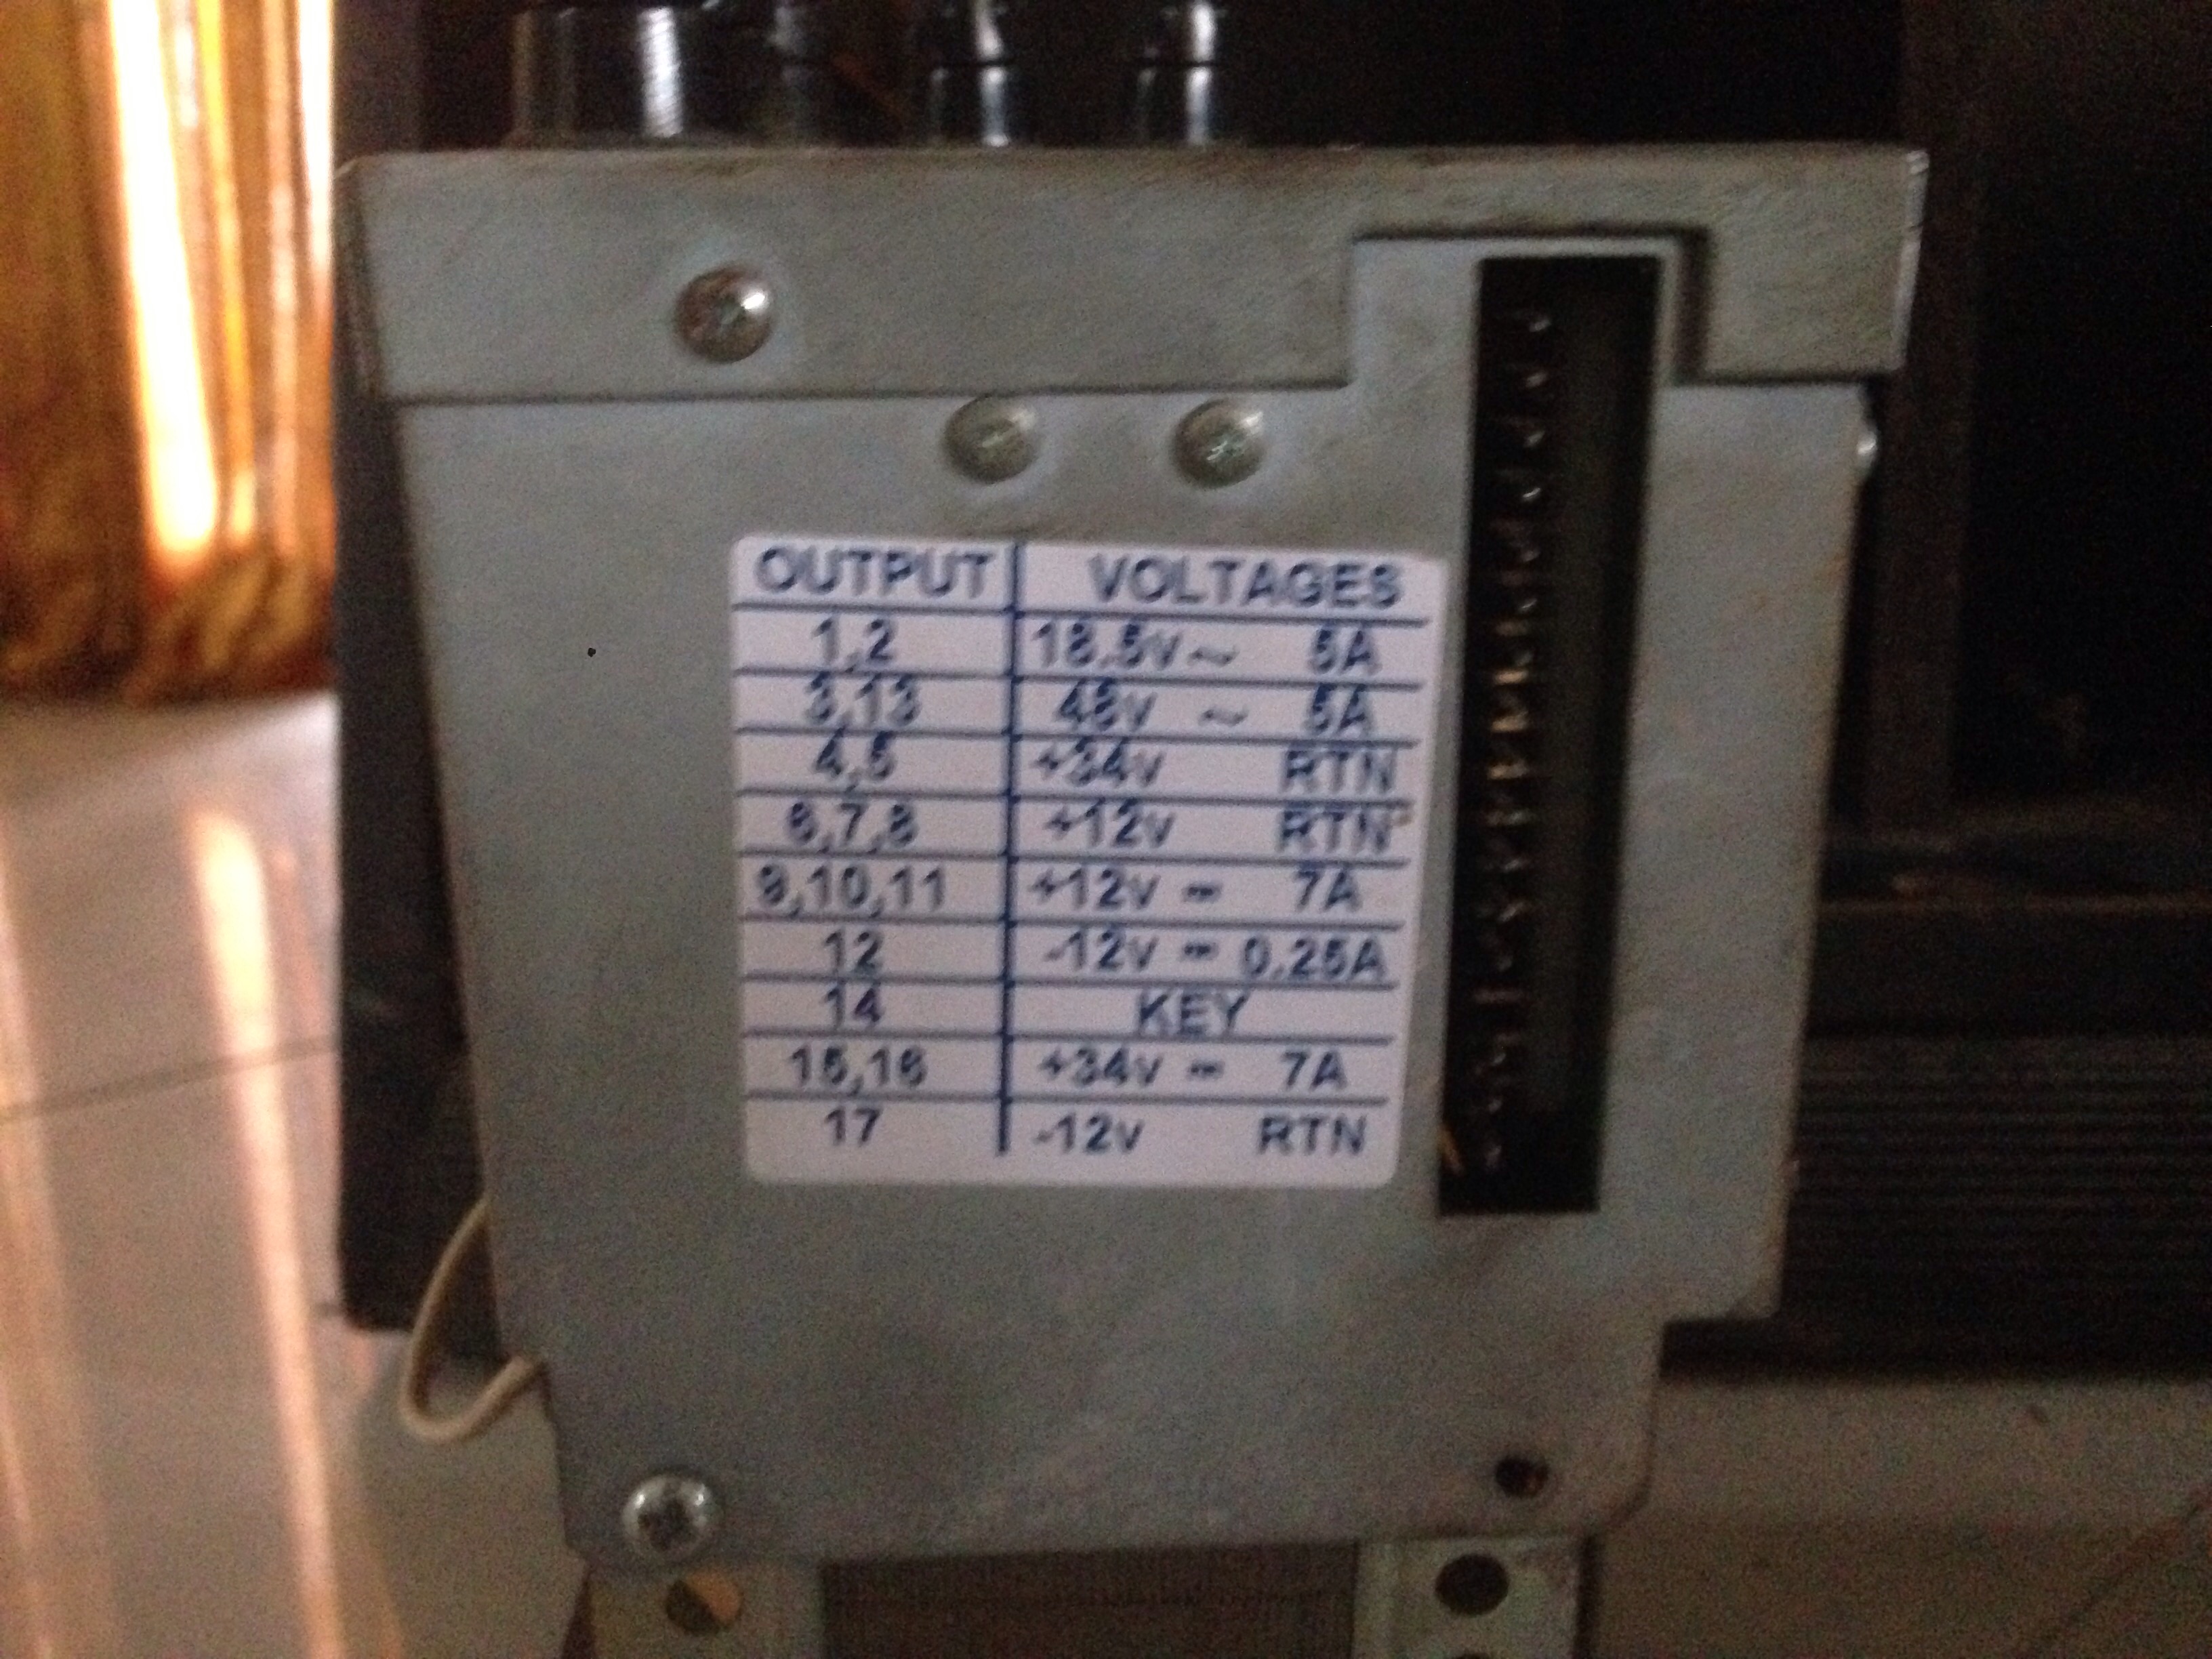 OUTPUT VOLTAGES
1,2 18.5v ~ 5A
3,13 48v ~ 5A
4,5 +34v RTN
6,7,8 +12v RTN
9,10,11 +12v = 7A
12 -12v = 0.25A
14 KEY
15,16 +34v = 7A
17 -12v RTN